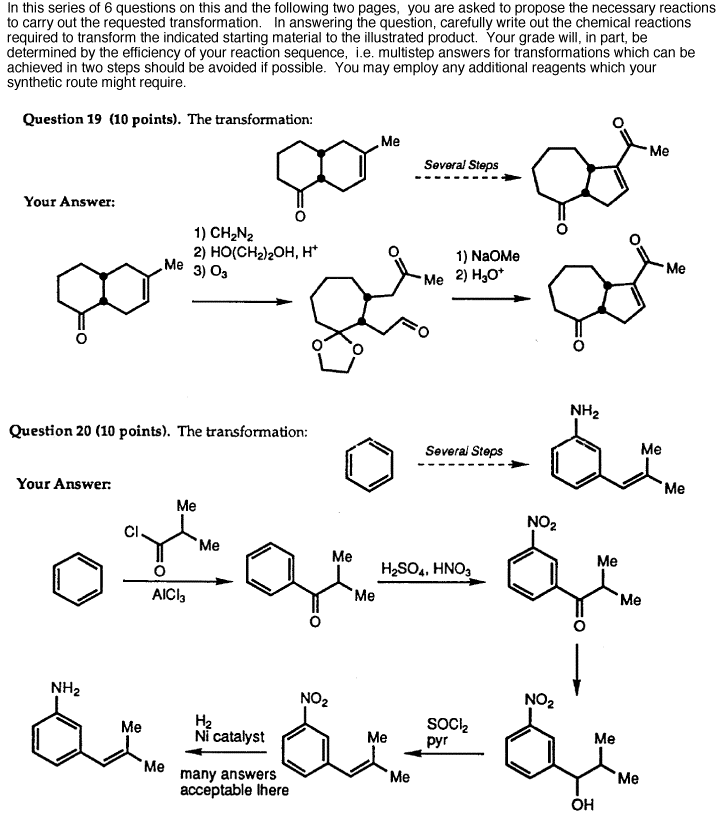 In this series of 6 questions on this and the following two pages, you are asked to propose the necessary reactions
to carry out the requested transformation. In answering the question, carefully write out the chemical reactions
required to transform the indicated starting material to the illustrated product. Your grade will, in part, be
determined by the efficiency of your reaction sequence, i.e. multistep answers for transformations which can be
achieved in two steps should be avoided if possible. You may employ any additional reagents which your
synthetic route might require.
Question 19 (10 points). The transformation:
Me
O
Several Steps
O
Me
O
Your Answer:
Me
O
1) CH₂N₂
2) HO(CH₂)₂OH, H⁺
3) O₃
O
Me
O
O O
1) NaOMe
2) H₃O⁺
O
Me
O
Question 20 (10 points). The transformation:
Several Steps
NH₂
Me
Me
Your Answer:
Me
Cl
Me
O
AlCl₃
Me
Me
O
H₂SO₄, HNO₃
NO₂
Me
Me
O
NH₂
Me
Me
H₂
Ni catalyst
many answers
acceptable lhere
NO₂
Me
Me
SOCl₂
pyr
NO₂
Me
Me
OH